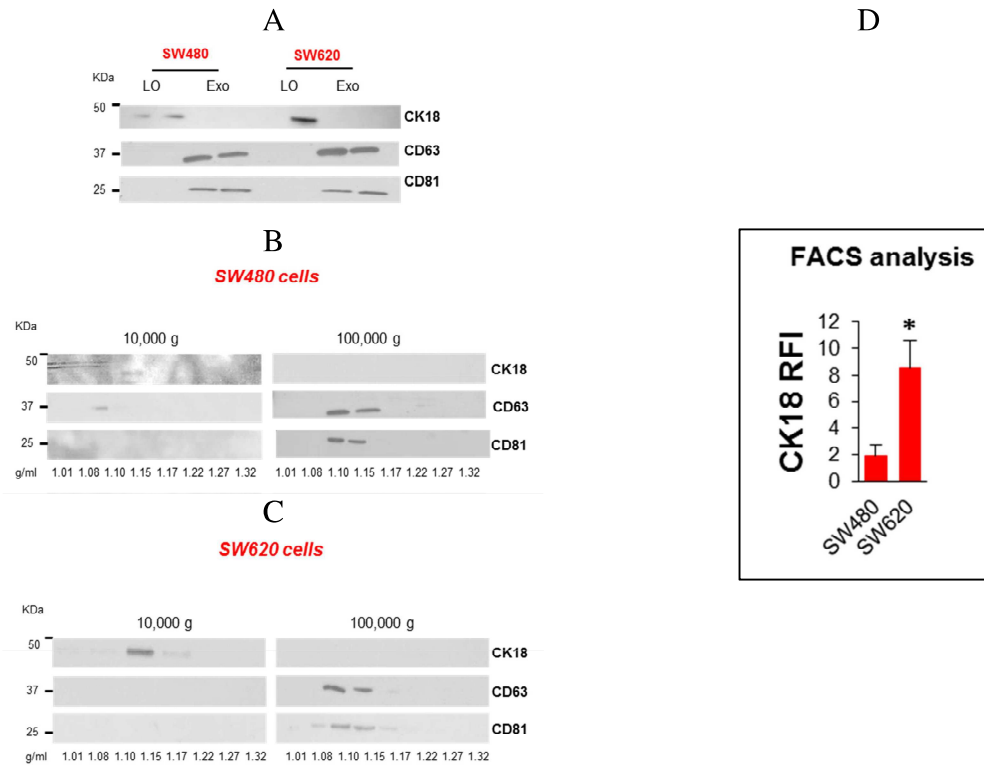 A
SW480 SW620
KDa
LO Exo LO Exo
50
CK18
37
CD63
25
CD81
B
SW480 cells
KDa
10,000 g 100,000 g
50
CK18
37
CD63
25
CD81
g/ml 1.01 1.08 1.10 1.15 1.17 1.22 1.27 1.32 1.01 1.08 1.10 1.15 1.17 1.22 1.27 1.32
C
SW620 cells
KDa
10,000 g 100,000 g
50
CK18
37
CD63
25
CD81
g/ml 1.01 1.08 1.10 1.15 1.17 1.22 1.27 1.32 1.01 1.08 1.10 1.15 1.17 1.22 1.27 1.32
D
FACS analysis
CK18 RFI
12
10
8
6
4
2
0
*
SW480
SW620